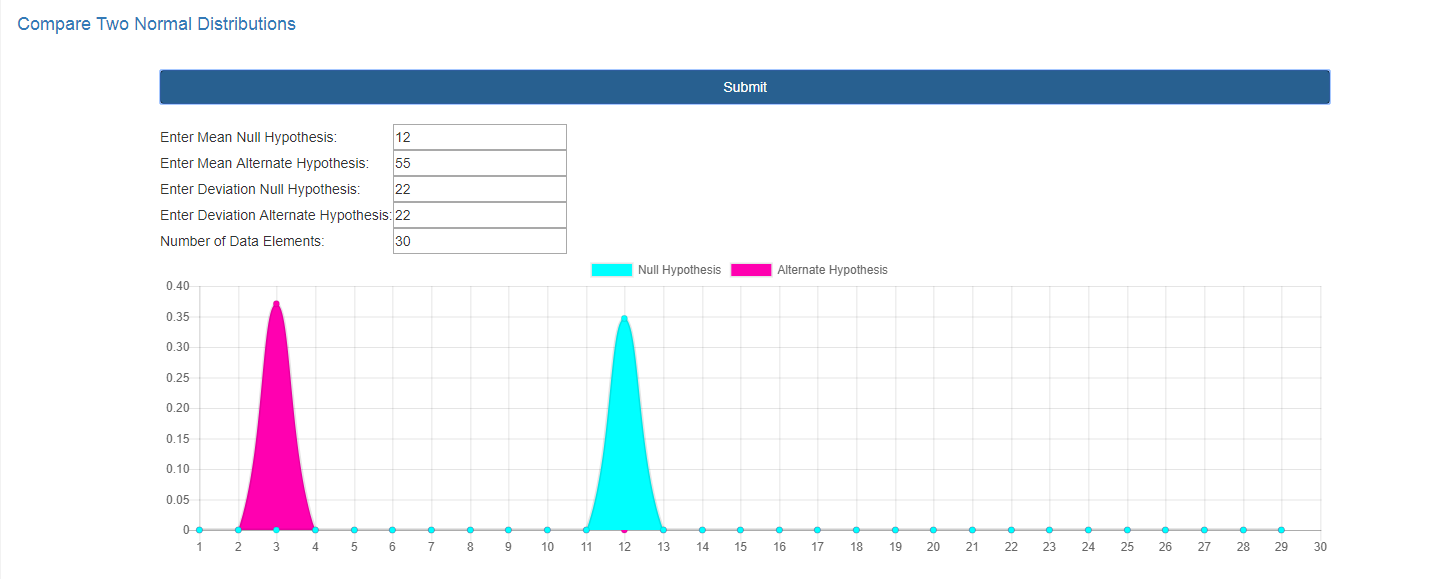 Compare Two Normal Distributions
Submit
Enter Mean Null Hypothesis: 12
Enter Mean Alternate Hypothesis: 55
Enter Deviation Null Hypothesis: 22
Enter Deviation Alternate Hypothesis: 22
Number of Data Elements: 30
Null Hypothesis Alternate Hypothesis
0.40
0.35
0.30
0.25
0.20
0.15
0.10
0.05
0
1 2 3 4 5 6 7 8 9 10 11 12 13 14 15 16 17 18 19 20 21 22 23 24 25 26 27 28 29 30